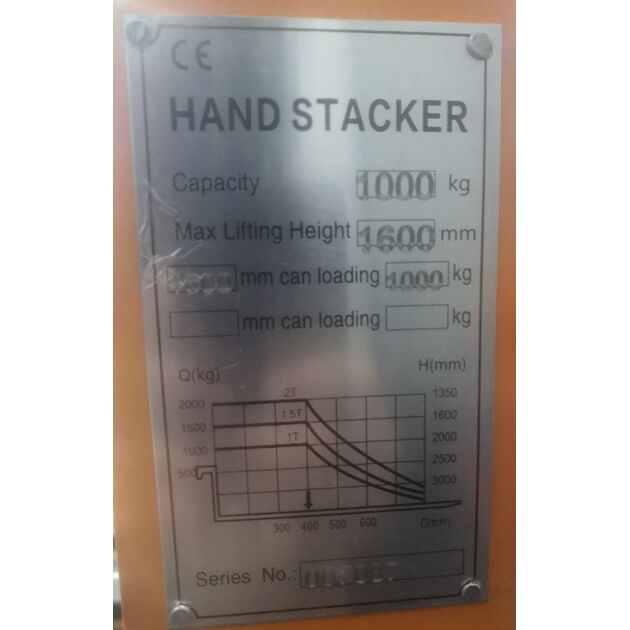 CE
HAND STACKER
Capacity 1000 kg
Max Lifting Height 1600 mm
mm can loading 1000 kg
mm can loading kg
Q(kg) H(mm)
2T
2000 1350
1.5T 1600
1500
1T 2000
1000
2500
500
3000
300 400 500 600 C(mm)
Series No.: